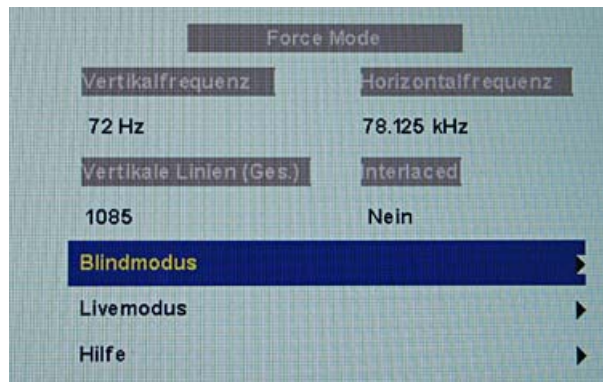 Force Mode
Vertikalfrequenz Horizontalfrequenz
72 Hz 78.125 kHz
Vertikale Linien (Ges.) Interlaced
1085 Nein
Blindmodus
Livemodus
Hilfe